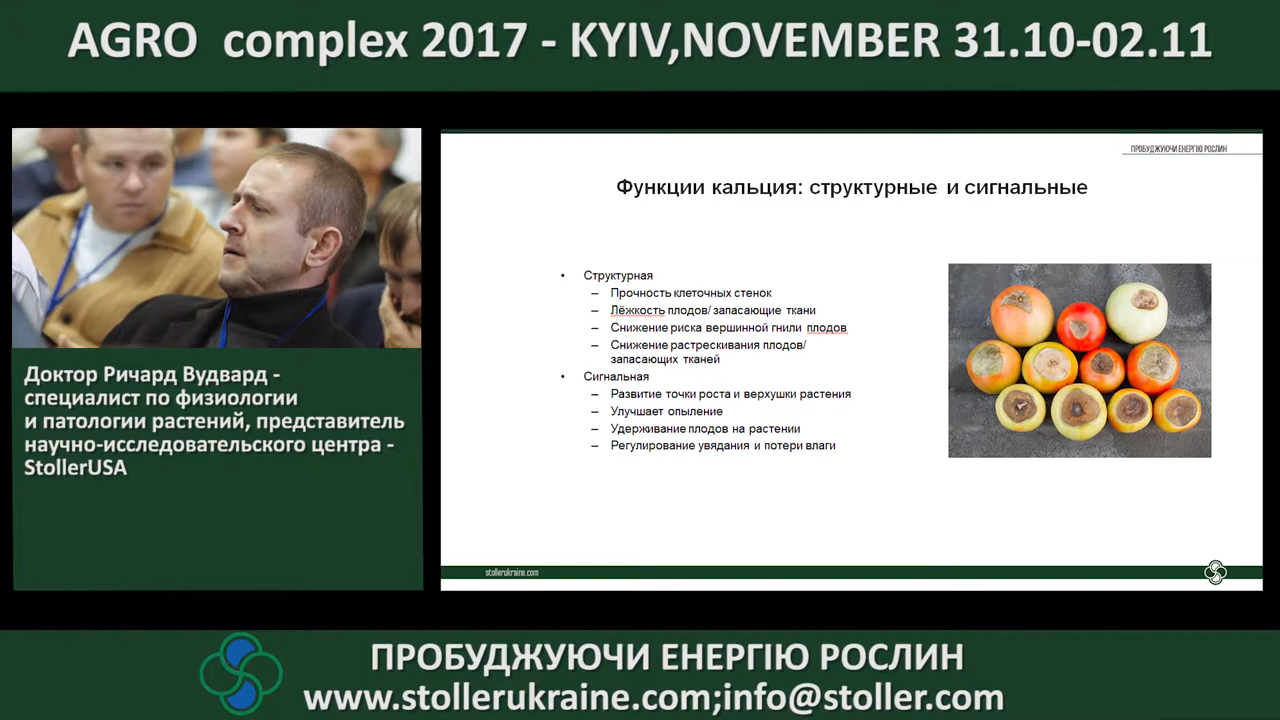 AGRO complex 2017 - KYIV,NOVEMBER 31.10-02.11
Доктор Ричард Вудвард -
специалист по физиологии
и патологии растений, представитель
научно-исследовательского центра -
StollerUSA
ПРОБУДЖУЮЧИ ЕНЕРГІЮ РОСЛИН
Функции кальция: структурные и сигнальные
• Структурная
– Прочность клеточных стенок
– Лёжкость плодов/ запасающие ткани
– Снижение риска вершинной гнили плодов
– Снижение растрескивания плодов/
запасающих тканей
• Сигнальная
– Развитие точки роста и верхушки растения
– Улучшает опыление
– Удерживание плодов на растении
– Регулирование увядания и потери влаги
stollerukraine.com
ПРОБУДЖУЮЧИ ЕНЕРГІЮ РОСЛИН
www.stollerukraine.com;info@stoller.com